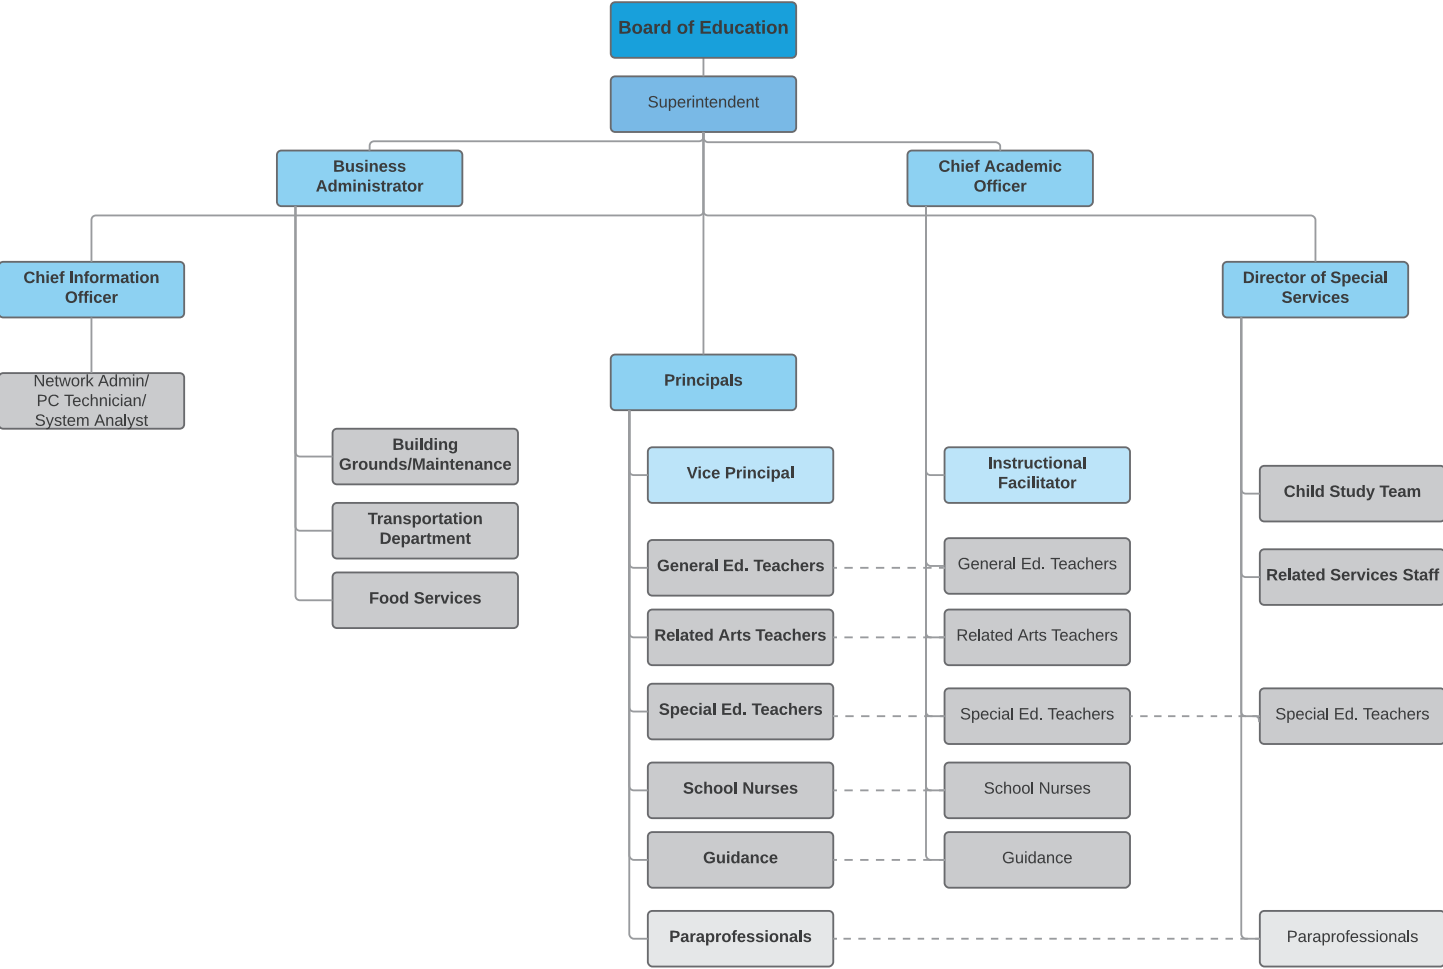 Board of Education
Superintendent
Business
Administrator
Chief Academic
Officer
Chief Information
Officer
Director of Special
Services
Network Admin/
PC Technician/
System Analyst
Principals
Building
Grounds/Maintenance
Transportation
Department
Food Services
Vice Principal
General Ed. Teachers
Related Arts Teachers
Special Ed. Teachers
School Nurses
Guidance
Paraprofessionals
Instructional
Facilitator
General Ed. Teachers
Related Arts Teachers
Special Ed. Teachers
School Nurses
Guidance
Child Study Team
Related Services Staff
Special Ed. Teachers
Paraprofessionals